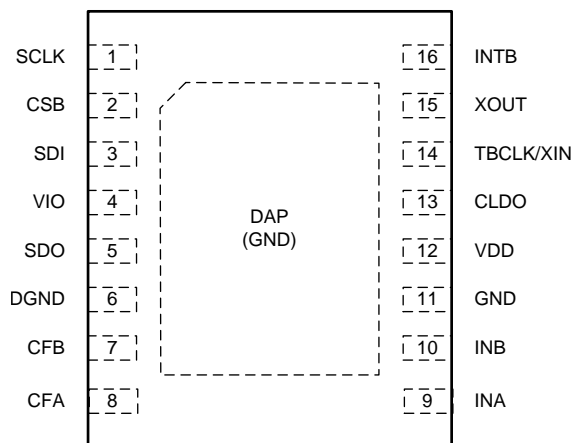 SCLK 1 16 INTB
CSB 2 15 XOUT
SDI 3 14 TBCLK/XIN
VIO 4 13 CLDO
DAP
(GND)
SDO 5 12 VDD
DGND 6 11 GND
CFB 7 10 INB
CFA 8 9 INA